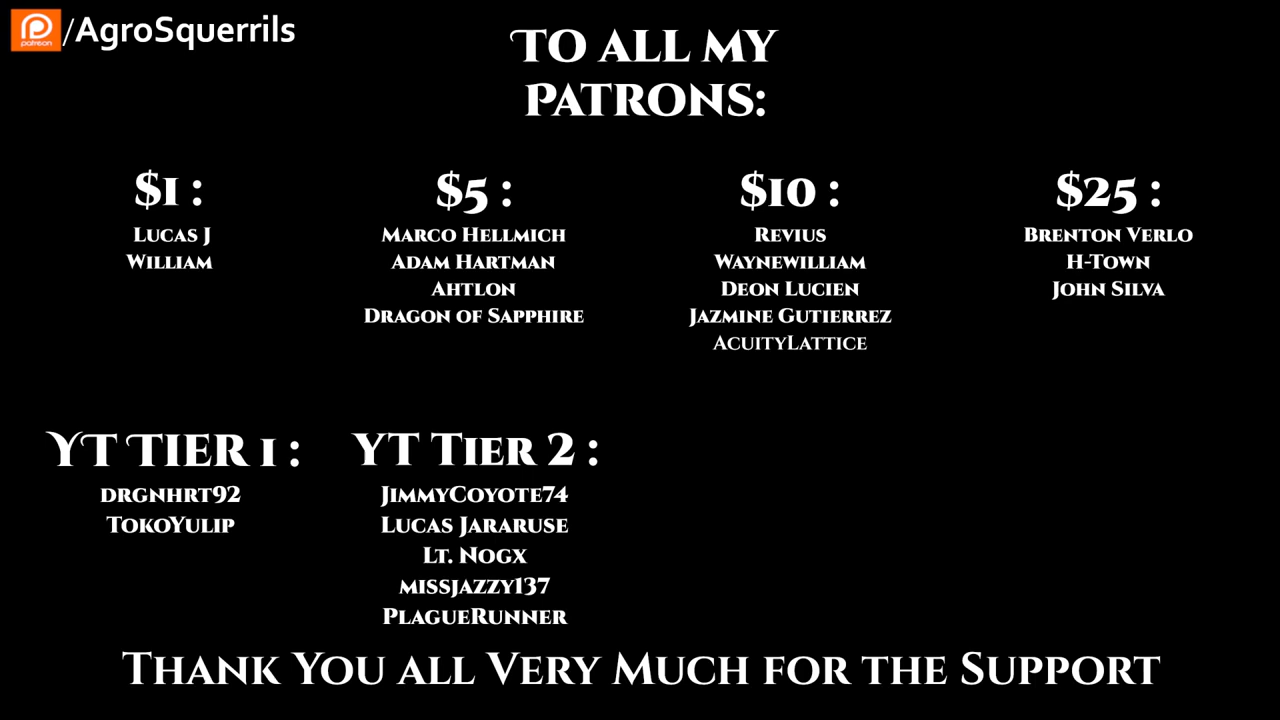 patreon
/AgroSquerrils
To all my
Patrons:
$1 :
Lucas J
William
$5 :
Marco Hellmich
Adam Hartman
Ahtlon
Dragon of Sapphire
$10 :
Revius
Waynewilliam
Deon Lucien
Jazmine Gutierrez
AcuityLattice
$25 :
Brenton Verlo
H-Town
John Silva
YT Tier 1 :
drgnhrt92
TokoYulip
YT Tier 2 :
JimmyCoyote74
Lucas Jararuse
Lt. Nogx
missjazzy137
PlagueRunner
Thank You all Very Much for the Support